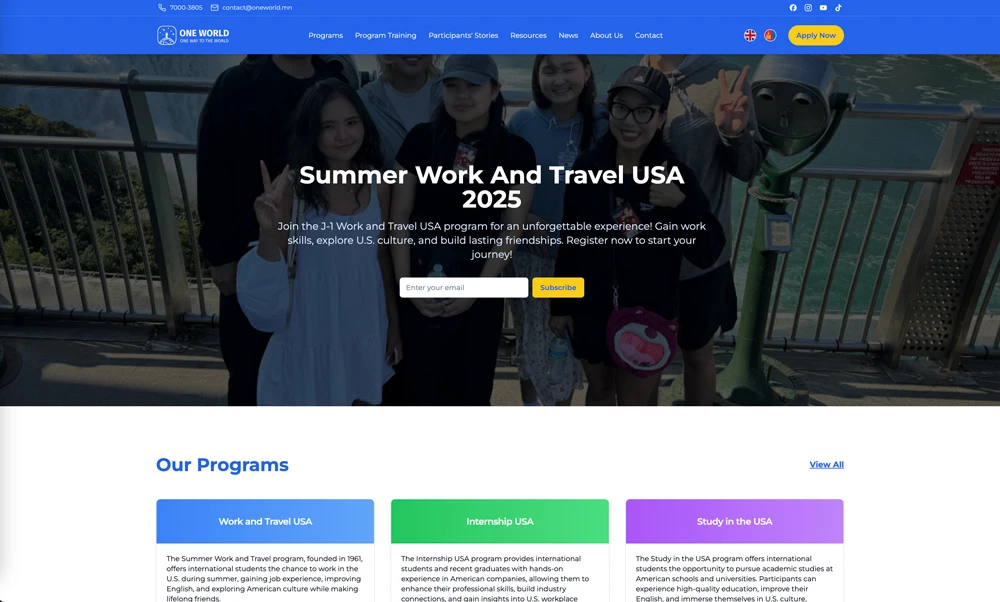 7000-3805 contact@oneworld.mn
ONE WORLD
ONE WAY TO THE WORLD
Programs Program Training Participants' Stories Resources News About Us Contact
Apply Now
Summer Work And Travel USA
2025
Join the J-1 Work and Travel USA program for an unforgettable experience! Gain work
skills, explore U.S. culture, and build lasting friendships. Register now to start your
journey!
Enter your email Subscribe
Our Programs
View All
Work and Travel USA
The Summer Work and Travel program, founded in 1961,
offers international students the chance to work in the
U.S. during summer, gaining job experience, improving
English, and exploring American culture while making
lifelong friends.
Internship USA
The Internship USA program provides international
students and recent graduates with hands-on
experience in American companies, allowing them to
enhance their professional skills, build industry
connections, and gain insights into U.S. workplace
Study in the USA
The Study in the USA program offers international
students the opportunity to pursue academic studies at
American schools and universities. Participants can
experience high-quality education, improve their
English, and immerse themselves in U.S. culture,